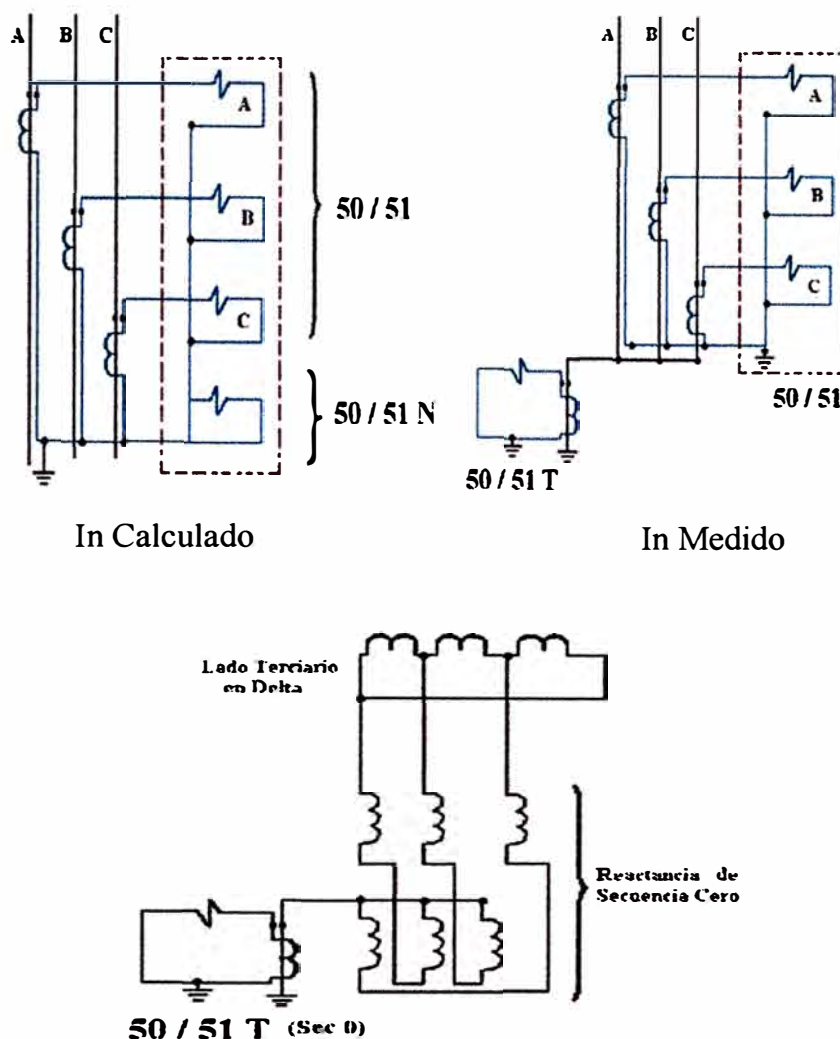 A B C
A
B
C
50 / 51
50 / 51 N
In Calculado
A B C
A
B
C
50 / 51
50 / 51 T
In Medido
Lado Terciario
en Delta
Reactancia de
Secuencia Cero
50 / 51 T (Sec 0)